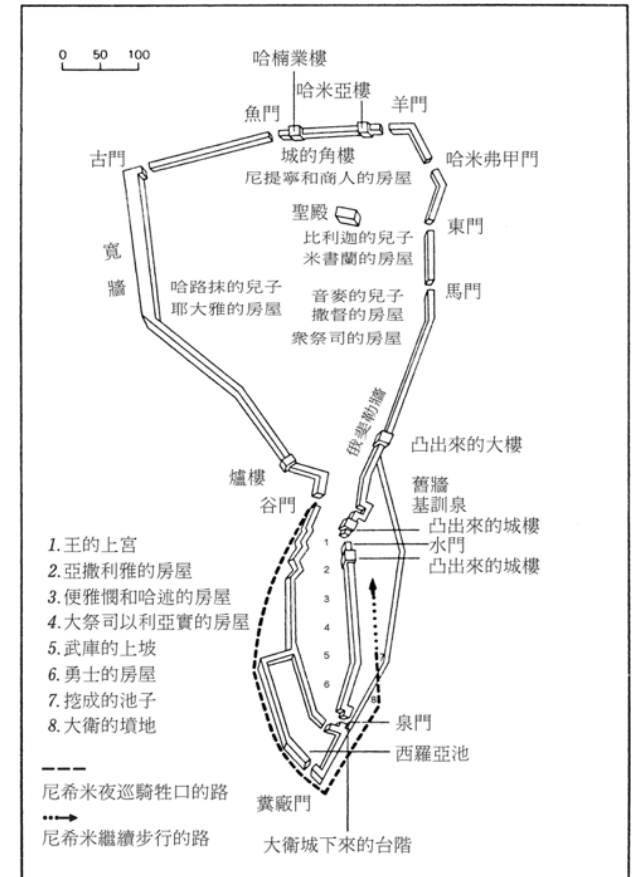 0 50 100
哈楠業樓
哈米亞樓
羊門
魚門
古門
城的角樓
哈米弗甲門
尼提寧和商人的房屋
聖殿
東門
比利迦的兒子
米書蘭的房屋
寬牆
哈路抹的兒子
耶大雅的房屋
音麥的兒子
撒督的房屋
馬門
衆祭司的房屋
俄斐勒牆
凸出來的大樓
爐樓
舊牆
谷門
基訓泉
凸出來的城樓
水門
凸出來的城樓
1
2
3
4
5
6
7
8
1.王的上宮
2.亞撒利雅的房屋
3.便雅憫和哈述的房屋
4.大祭司以利亞實的房屋
5.武庫的上坡
6.勇士的房屋
7.挖成的池子
8.大衛的墳地
泉門
西羅亞池
尼希米夜巡騎牲口的路
糞廠門
尼希米繼續步行的路
大衛城下來的台階